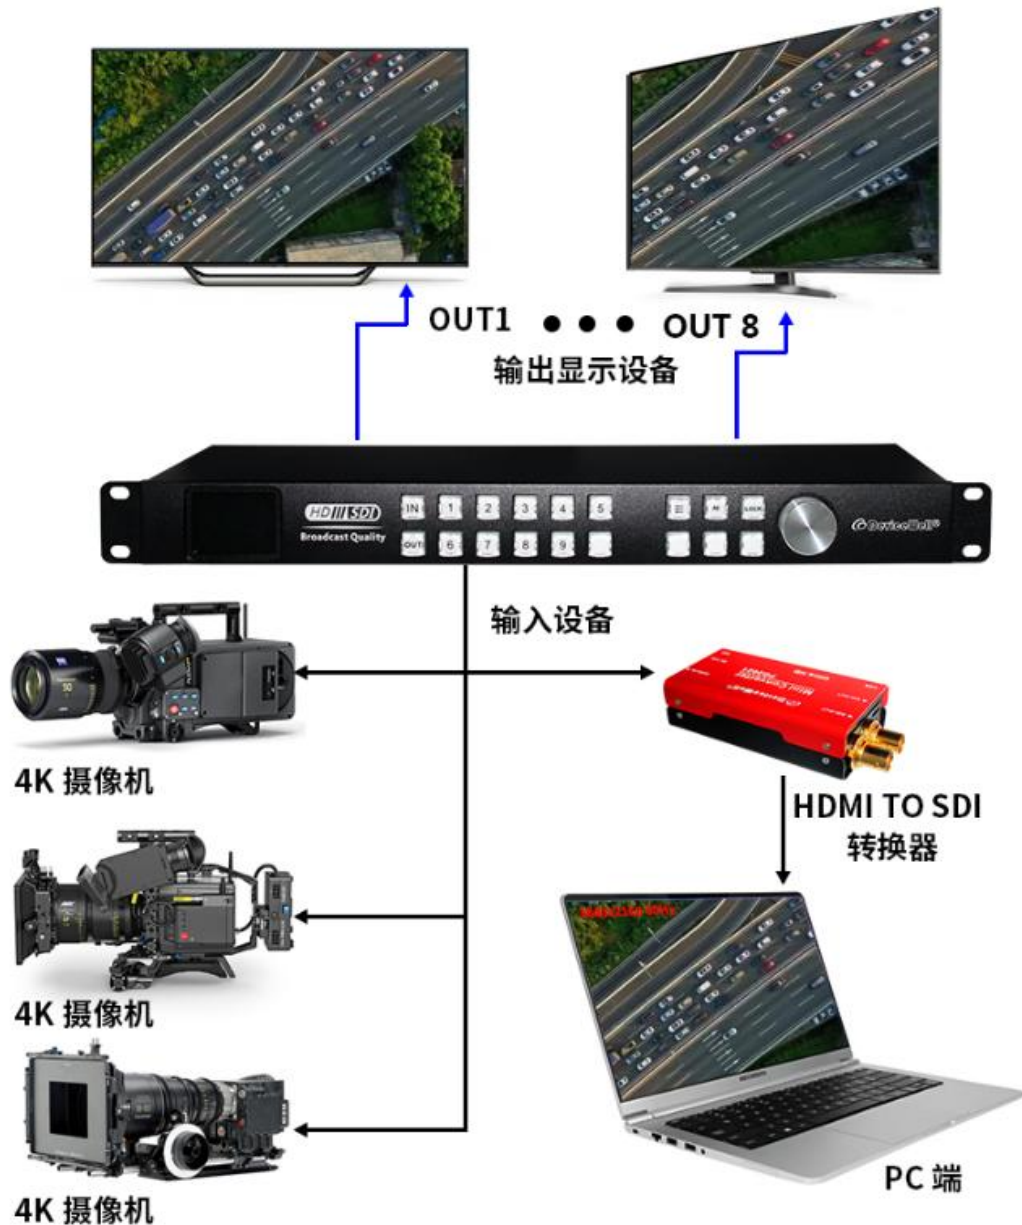 OUT1 ● ● ● OUT 8
输出显示设备
HD SDI
Broadcast Quality
IN 1 2 3 4 5
OUT 6 7 8 9
LOCK
DeviceWell®
输入设备
4K 摄像机
HDMI TO SDI
转换器
4K 摄像机
4K 摄像机
PC 端